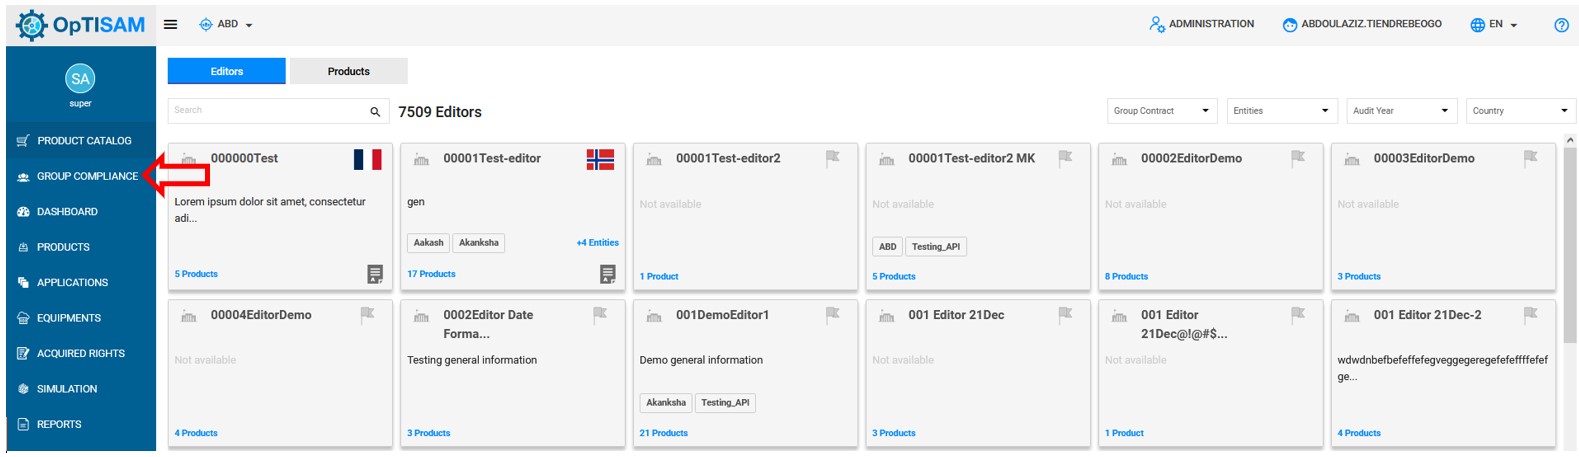 OpTISAM
ABD
ADMINISTRATION
ABDOULAZIZ.TIENDREBEOGO
EN
SA
super
PRODUCT CATALOG
GROUP COMPLIANCE
DASHBOARD
PRODUCTS
APPLICATIONS
EQUIPMENTS
ACQUIRED RIGHTS
SIMULATION
REPORTS
Editors
Products
Search
7509 Editors
Group Contract
Entities
Audit Year
Country
000000Test
Lorem ipsum dolor sit amet, consectetur
adi...
5 Products
00001Test-editor
gen
Aakash
Akanksha
+4 Entities
17 Products
00001Test-editor2
Not available
1 Product
00001Test-editor2 MK
Not available
ABD
Testing_API
5 Products
00002EditorDemo
Not available
8 Products
00003EditorDemo
Not available
3 Products
00004EditorDemo
Not available
4 Products
0002Editor Date
Forma...
Testing general information
3 Products
001DemoEditor1
Demo general information
Akanksha
Testing_API
21 Products
001 Editor 21Dec
Not available
3 Products
001 Editor
21Dec@!@#$...
Not available
1 Product
001 Editor 21Dec-2
wdwdnbefbefeffefegveggegeregefefeffffefef
ge...
4 Products